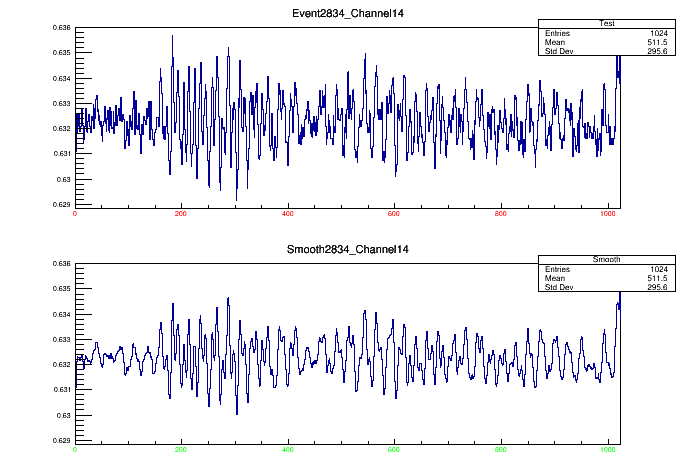 Event2834_Channel14
Test
Entries 1024
Mean 511.5
Std Dev 295.6
0.636
0.635
0.634
0.633
0.632
0.631
0.63
0.629
0 200 400 600 800 1000
Smooth2834_Channel14
Smooth
Entries 1024
Mean 511.5
Std Dev 295.6
0.636
0.635
0.634
0.633
0.632
0.631
0.63
0.629
0 200 400 600 800 1000